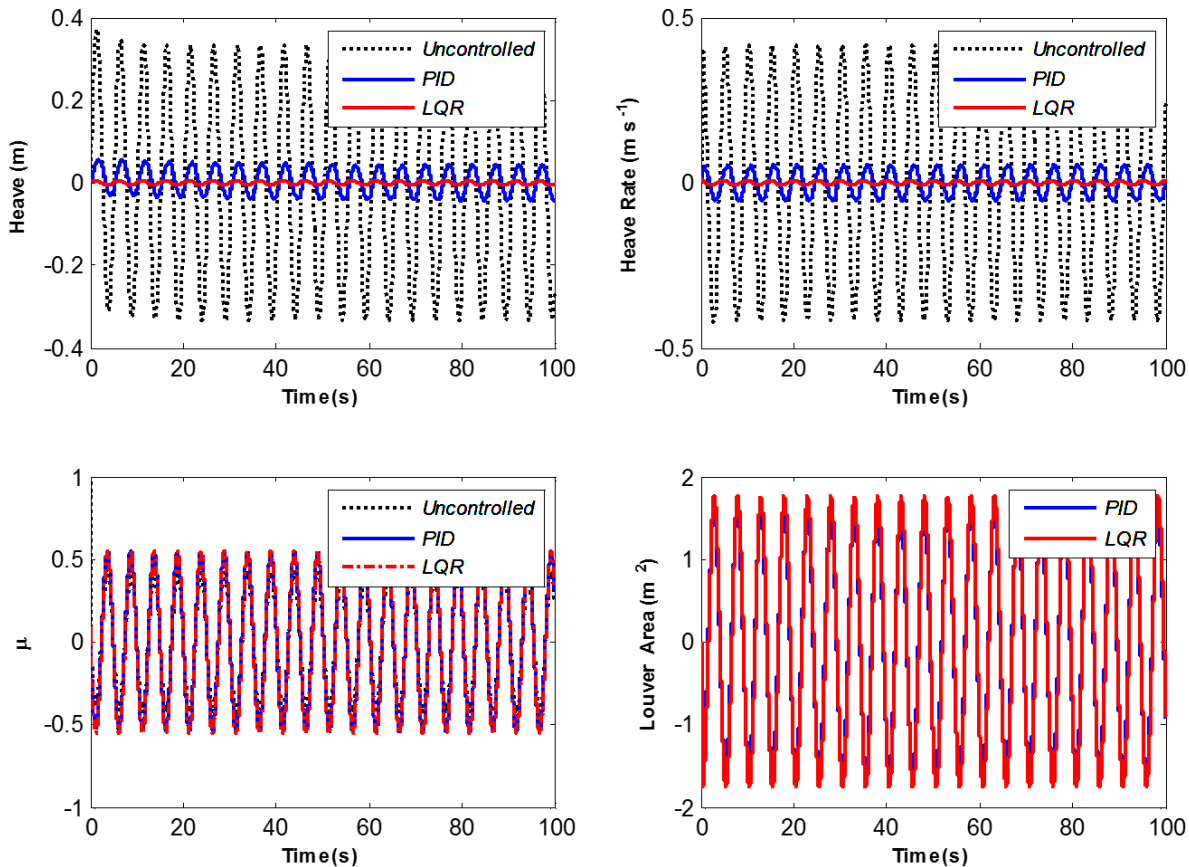 0.4
0.2
0
-0.2
-0.4
Heave (m)
Uncontrolled
PID
LQR
0 20 40 60 80 100
Time(s)
0.5
0
-0.5
Heave Rate (m s-1)
Uncontrolled
PID
LQR
0 20 40 60 80 100
Time(s)
1
0.5
0
-0.5
-1
μ
Uncontrolled
PID
LQR
0 20 40 60 80 100
Time(s)
2
1
0
-1
-2
Louver Area (m2)
PID
LQR
0 20 40 60 80 100
Time(s)